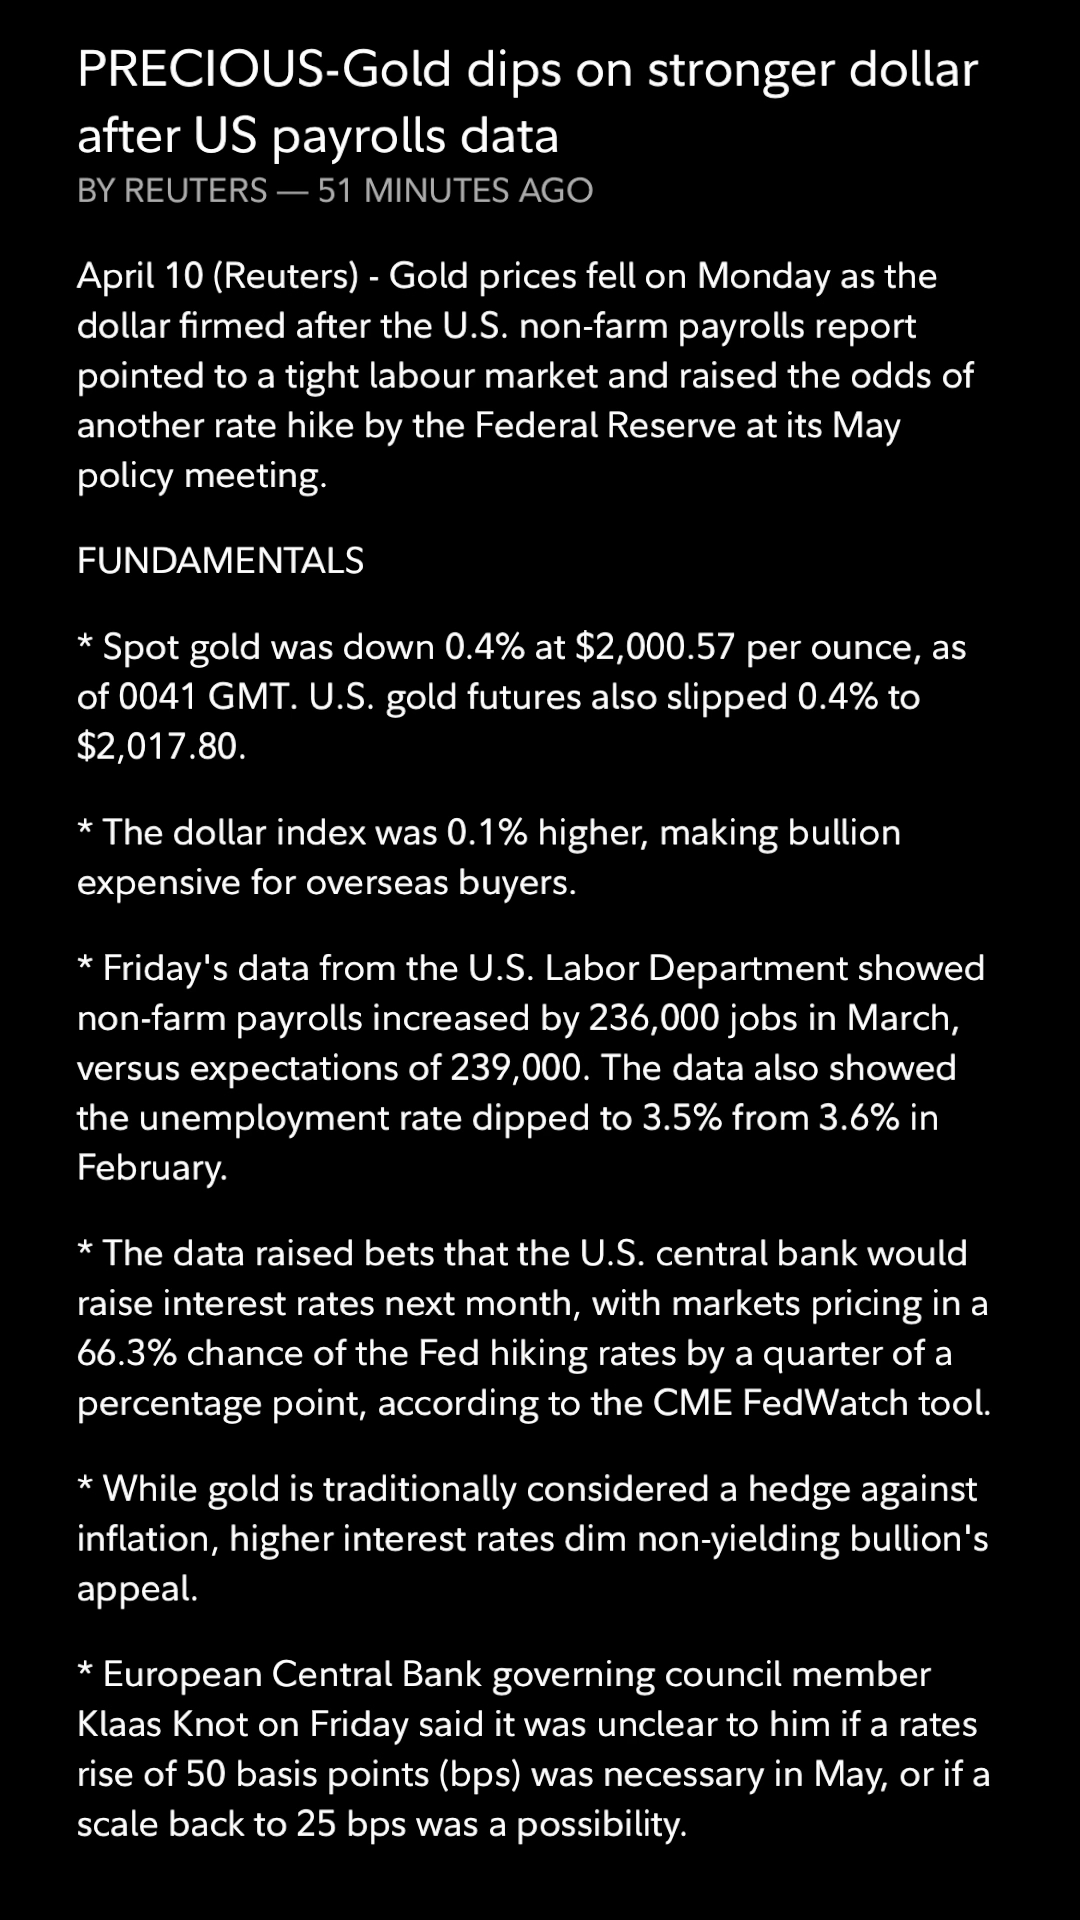 PRECIOUS-Gold dips on stronger dollar
after US payrolls data
BY REUTERS — 51 MINUTES AGO
April 10 (Reuters) - Gold prices fell on Monday as the
dollar firmed after the U.S. non-farm payrolls report
pointed to a tight labour market and raised the odds of
another rate hike by the Federal Reserve at its May
policy meeting.
FUNDAMENTALS
* Spot gold was down 0.4% at $2,000.57 per ounce, as
of 0041 GMT. U.S. gold futures also slipped 0.4% to
$2,017.80.
* The dollar index was 0.1% higher, making bullion
expensive for overseas buyers.
* Friday's data from the U.S. Labor Department showed
non-farm payrolls increased by 236,000 jobs in March,
versus expectations of 239,000. The data also showed
the unemployment rate dipped to 3.5% from 3.6% in
February.
* The data raised bets that the U.S. central bank would
raise interest rates next month, with markets pricing in a
66.3% chance of the Fed hiking rates by a quarter of a
percentage point, according to the CME FedWatch tool.
* While gold is traditionally considered a hedge against
inflation, higher interest rates dim non-yielding bullion's
appeal.
* European Central Bank governing council member
Klaas Knot on Friday said it was unclear to him if a rates
rise of 50 basis points (bps) was necessary in May, or if a
scale back to 25 bps was a possibility.